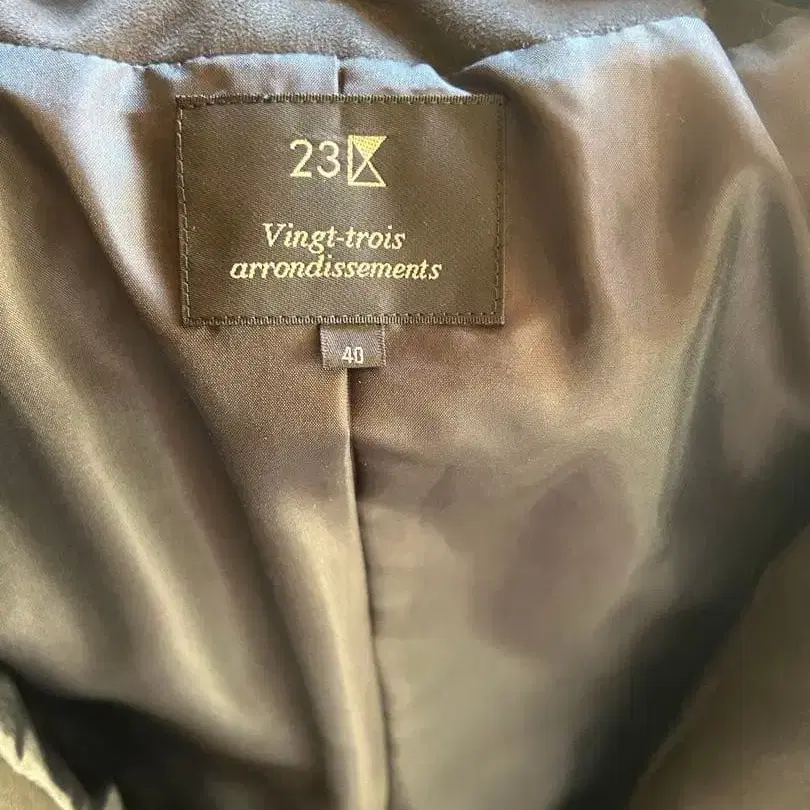 23
Vingt-trois
arrondissements
40